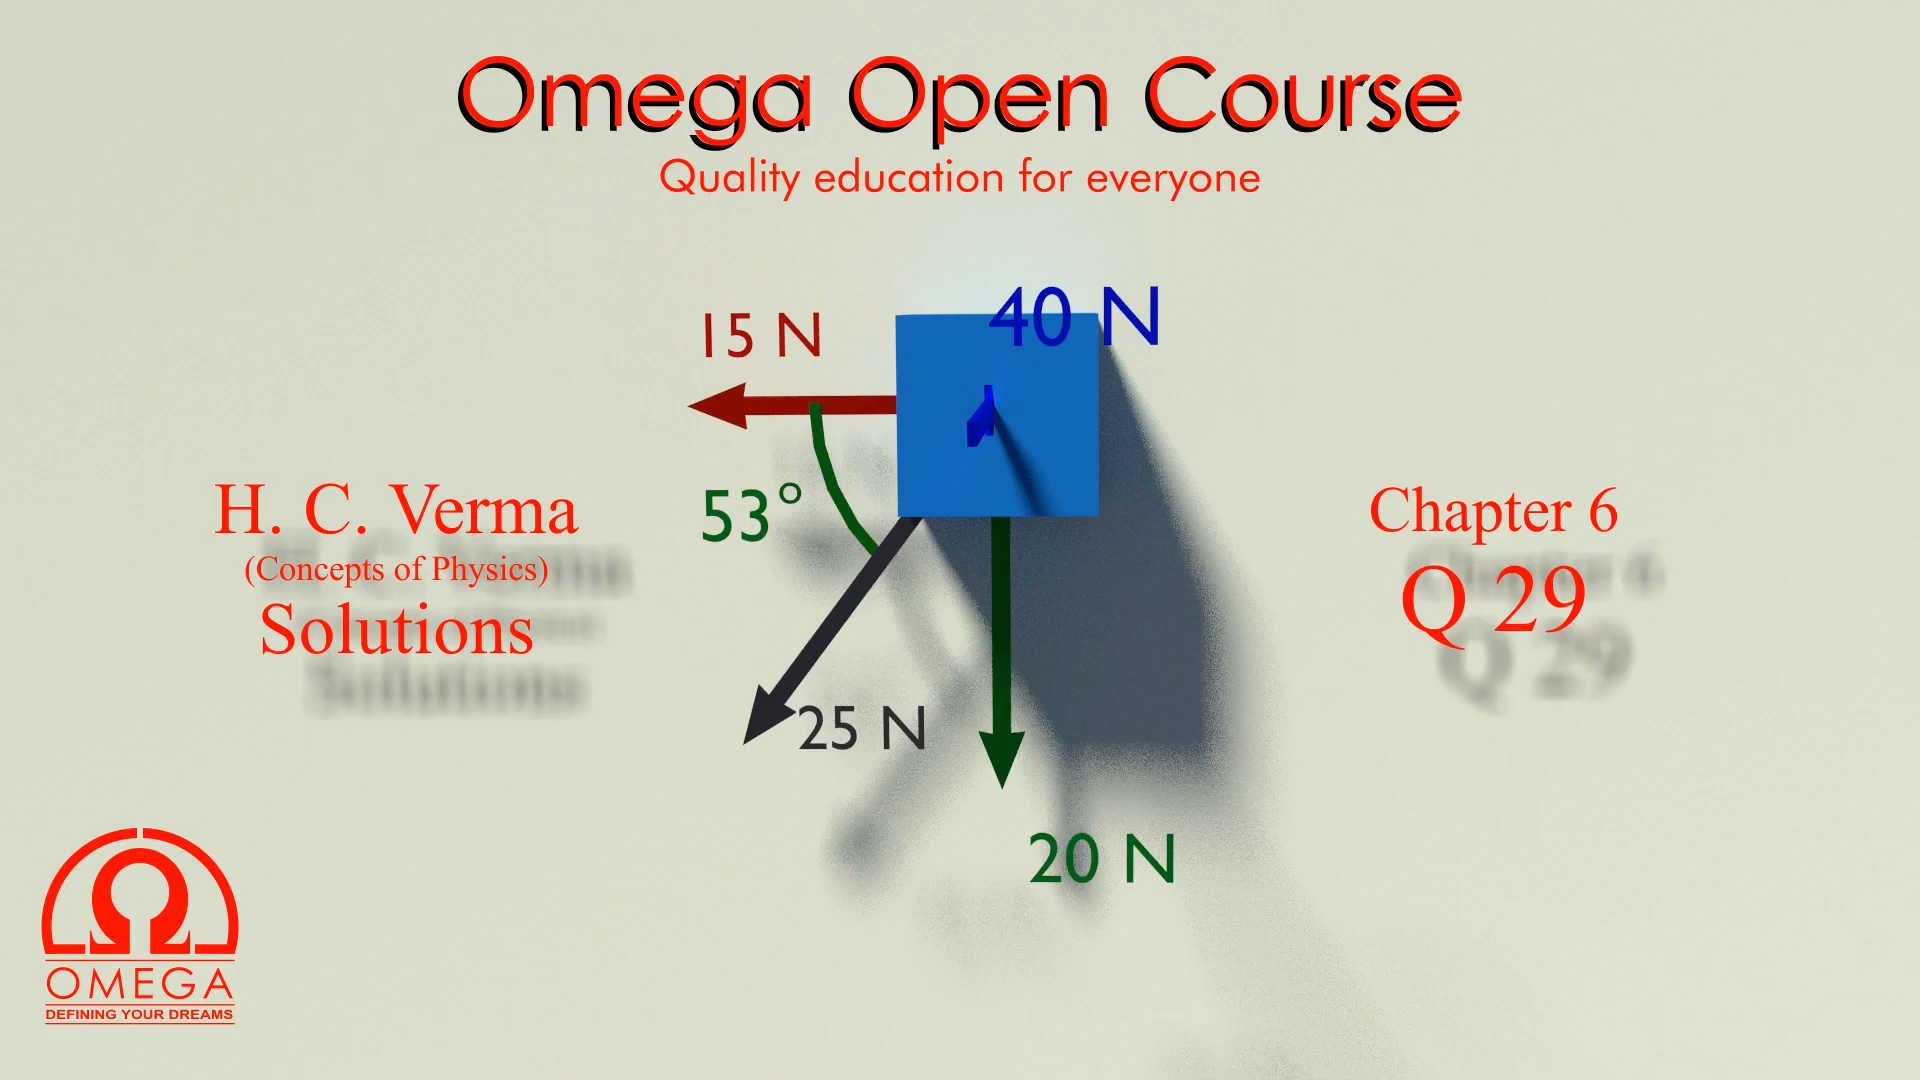 Omega Open Course
Quality education for everyone
40 N
15 N
53°
H. C. Verma
(Concepts of Physics)
Solutions
Chapter 6
Q 29
25 N
20 N
OMEGA
DEFINING YOUR DREAMS